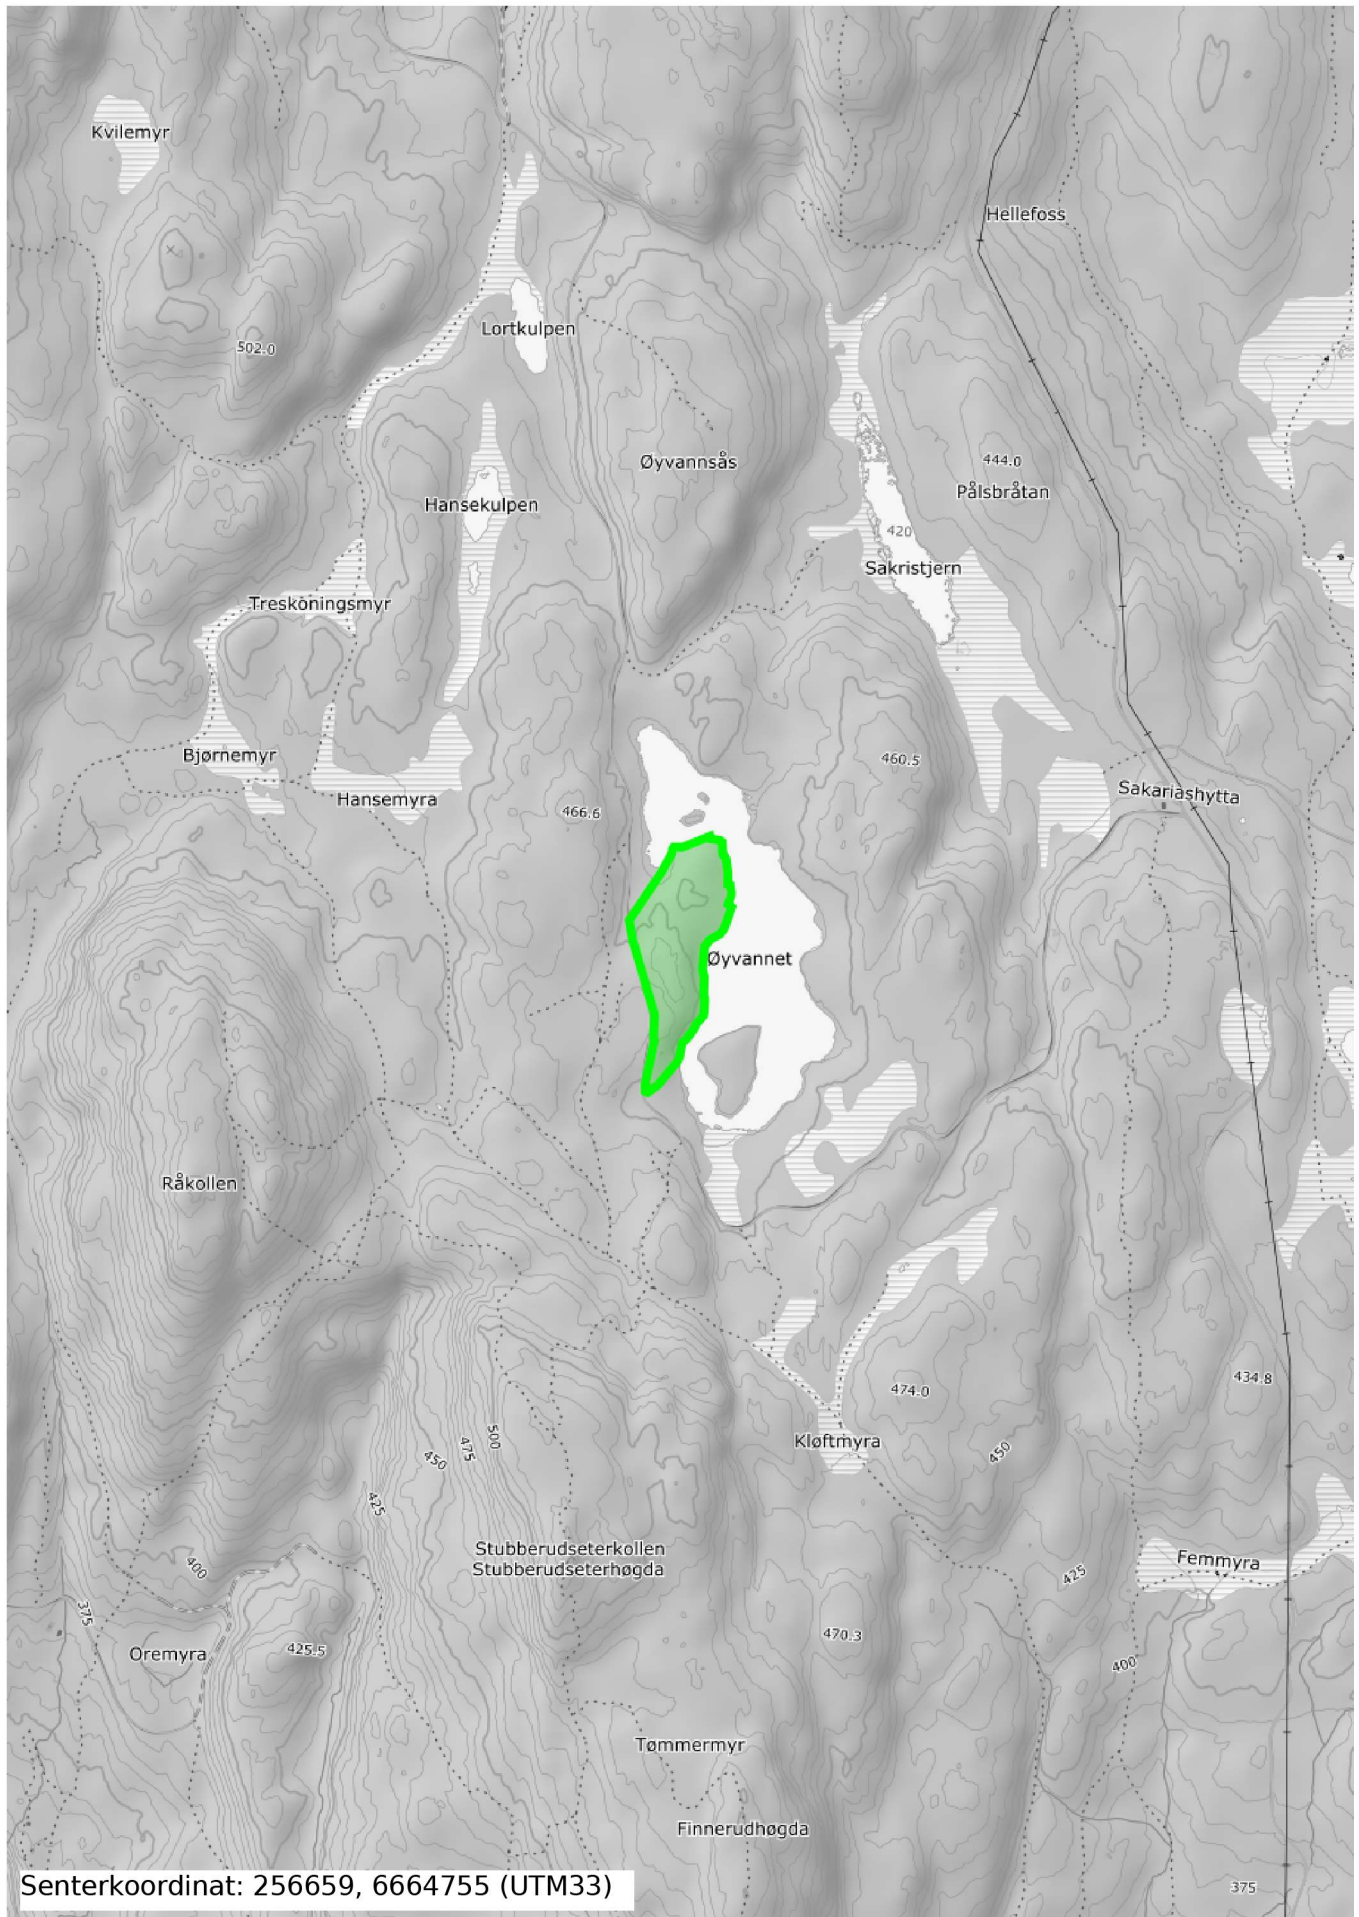 Kvilemyr
Hellefoss
Lortkulpen
502.0
Øyvannsås
444.0
Pålsbråtan
Hansekulpen
420
Sakristjern
Treskoningsmyr
Bjørnemyr
460.5
Sakariashytta
Hansemyra
466.6
Øyvannet
Råkollen
434.8
474.0
500
475
450
Kløftmyra
450
425
Stubberudseterkollen
Stubberudseterhøgda
Femmyra
400
425
375
470.3
425.5
Oremyra
400
Tømmermyr
Finnerudhøgda
375
Senterkoordinat: 256659, 6664755 (UTM33)